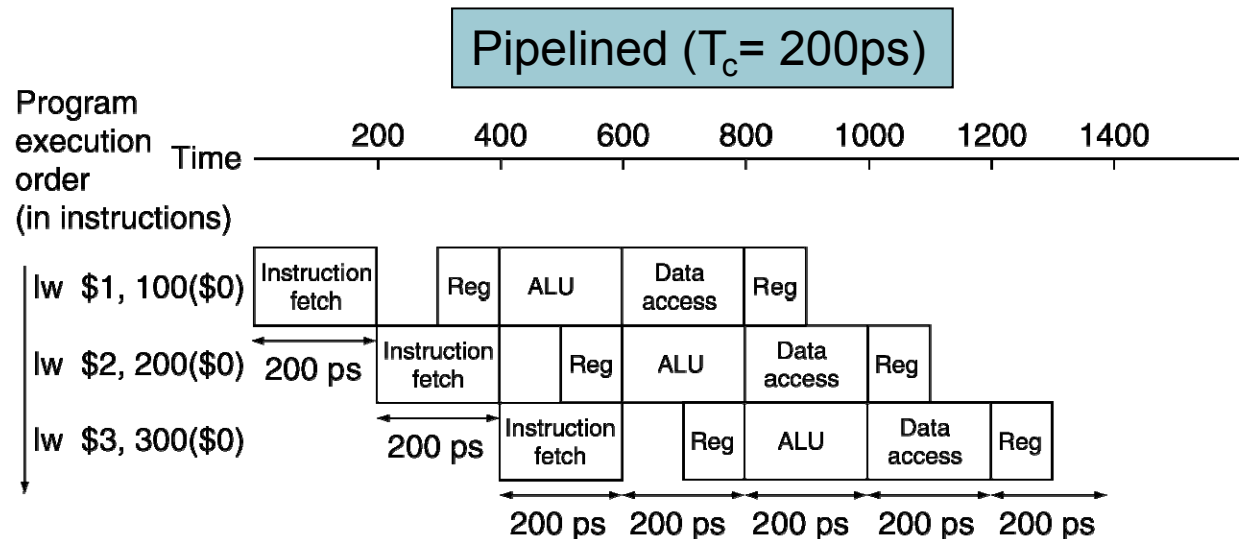 Pipelined (Tc= 200ps)
Program
execution
order
(in instructions)
Time
200 400 600 800 1000 1200 1400
lw $1, 100($0)
Instruction
fetch
Reg
ALU
Data
access
Reg
200 ps
lw $2, 200($0)
Instruction
fetch
Reg
ALU
Data
access
Reg
200 ps
lw $3, 300($0)
Instruction
fetch
Reg
ALU
Data
access
Reg
200 ps 200 ps 200 ps 200 ps 200 ps